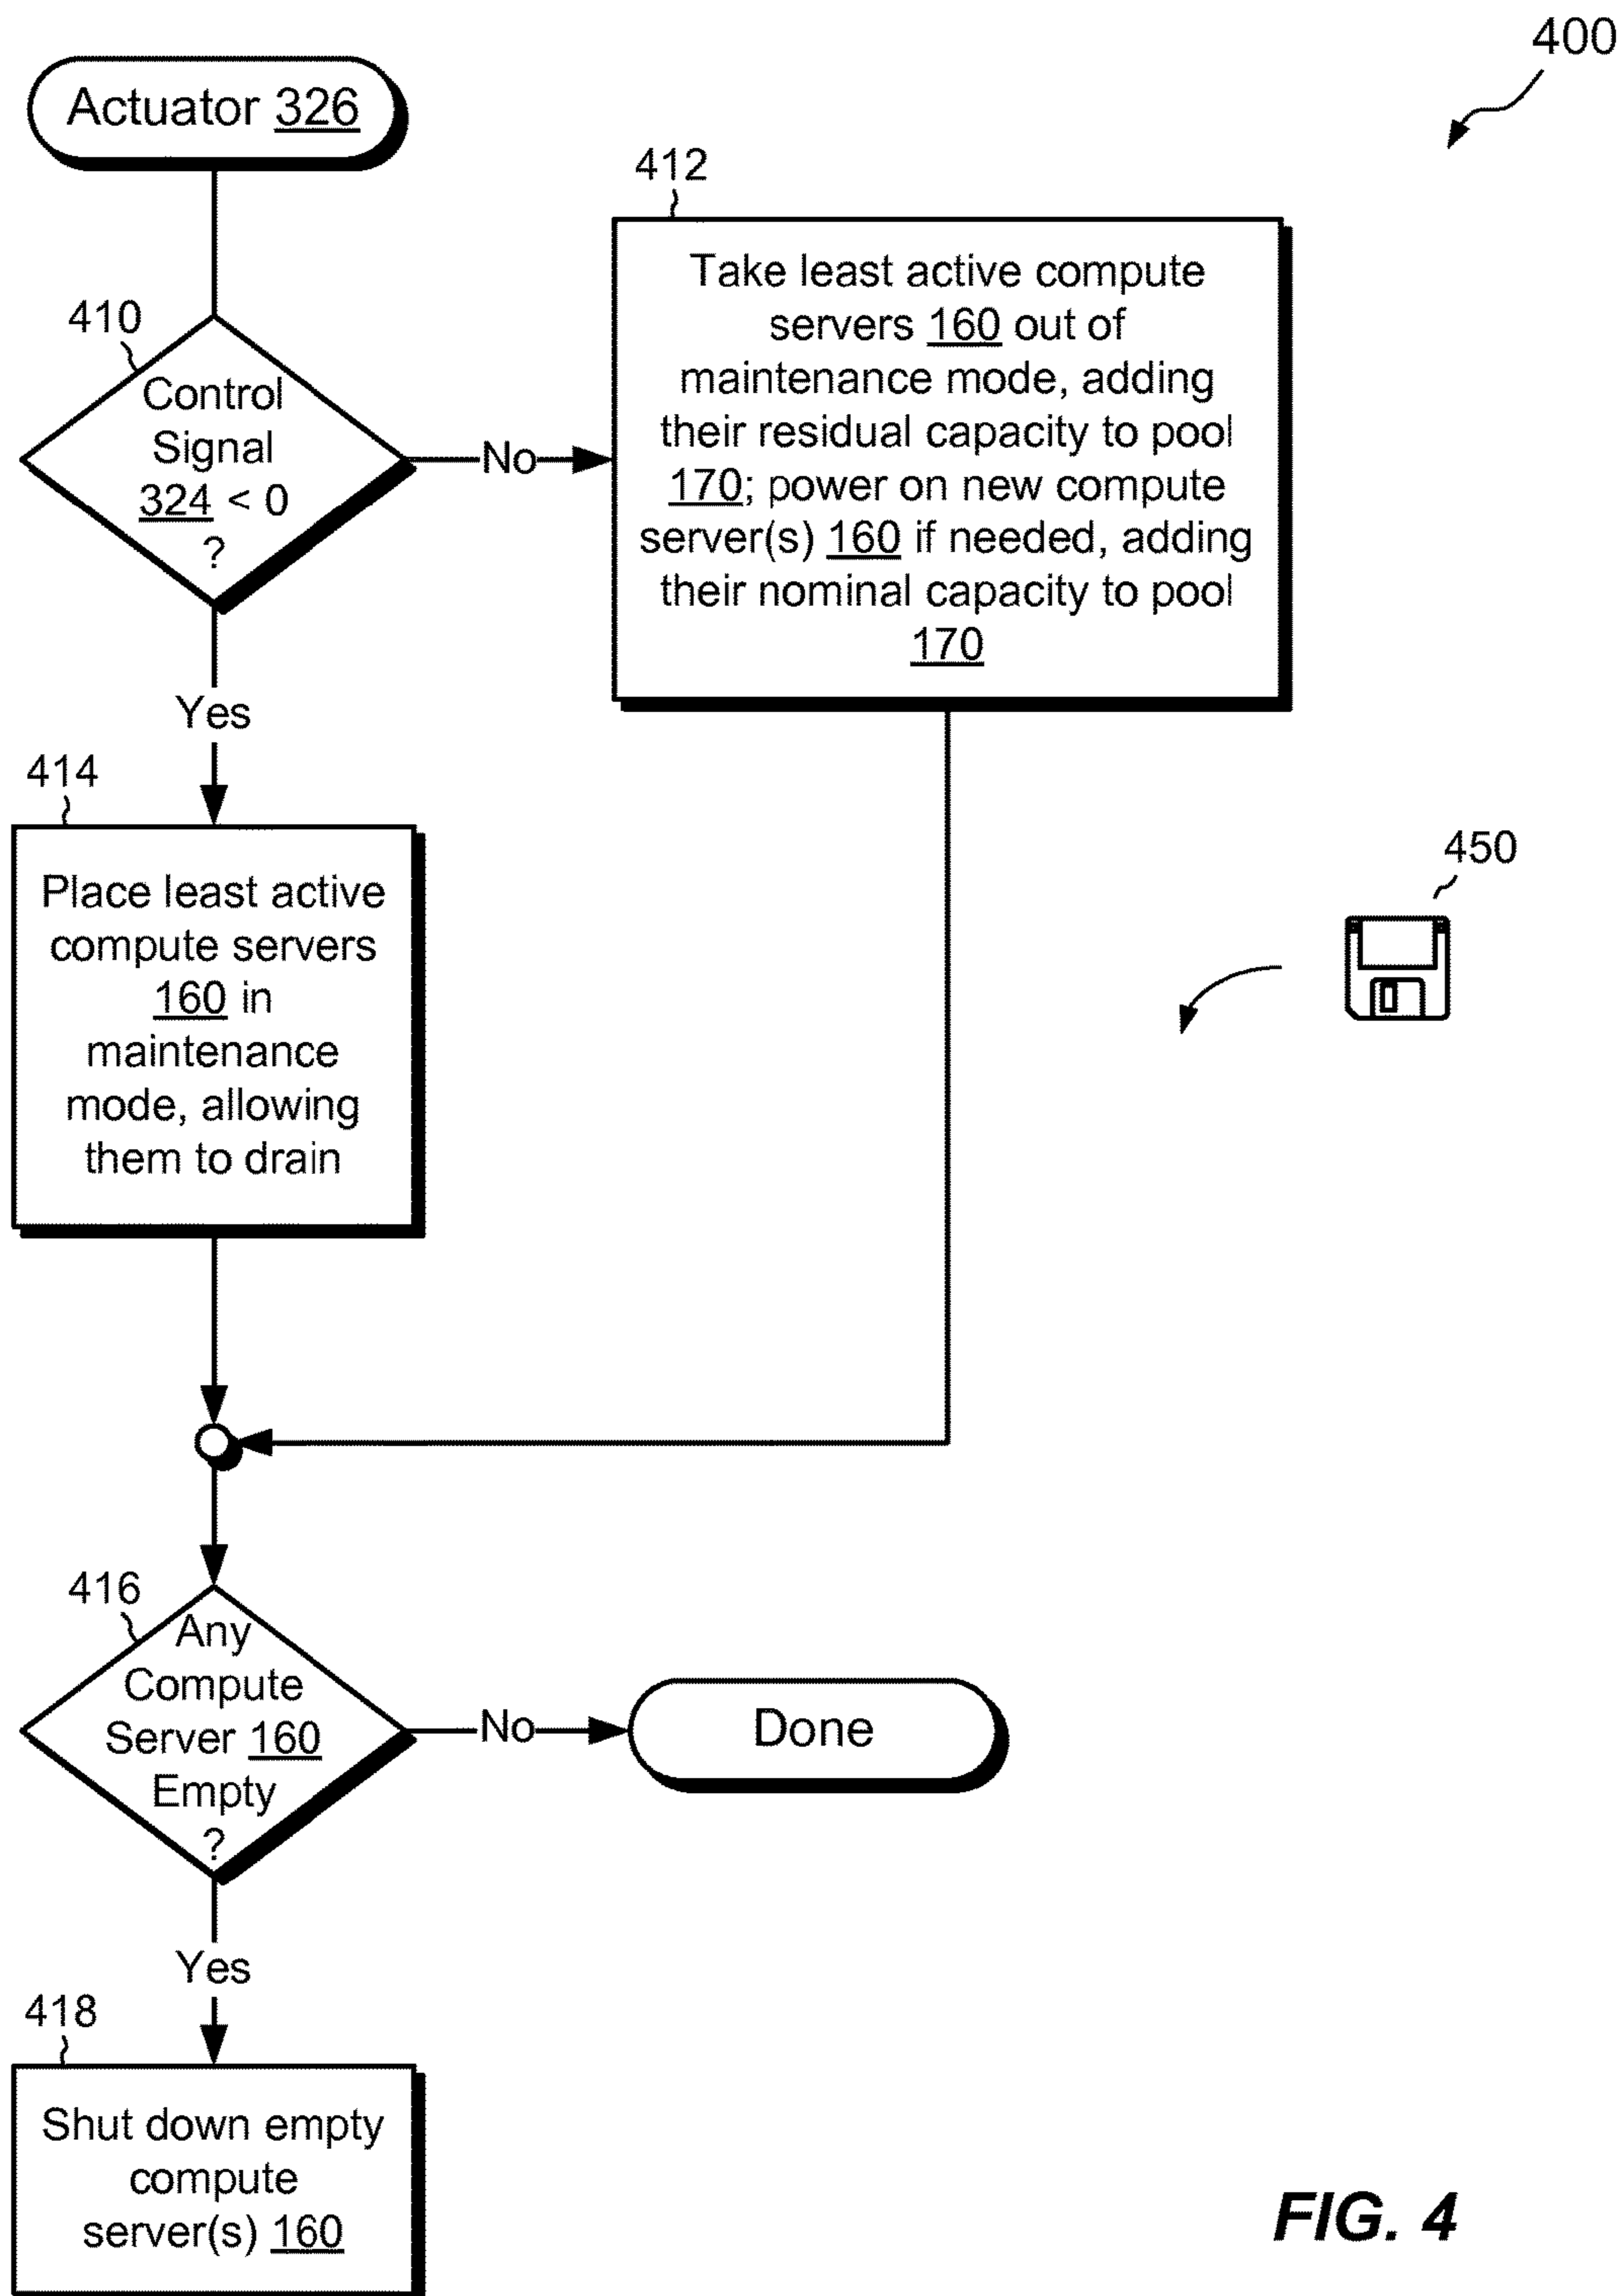 400
Actuator 326
412
Take least active compute
servers 160 out of
maintenance mode, adding
their residual capacity to pool
170; power on new compute
server(s) 160 if needed, adding
their nominal capacity to pool
170
410
Control
Signal
324 < 0
?
No
Yes
414
Place least active
compute servers
160 in
maintenance
mode, allowing
them to drain
450
416
Any
Compute
Server 160
Empty
?
No
Done
Yes
418
Shut down empty
compute
server(s) 160
FIG. 4